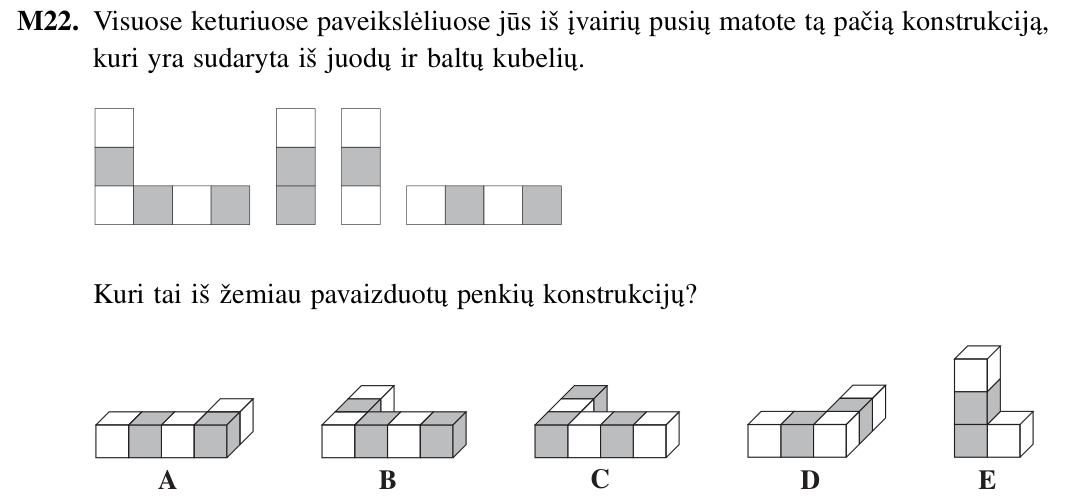 M22. Visuose keturiuose paveikslėliuose jūs iš įvairių pusių matote tą pačią konstrukciją,
kuri yra sudaryta iš juodų ir baltų kubelių.
Kuri tai iš žemiau pavaizduotų penkių konstrukcijų?
A B C D E